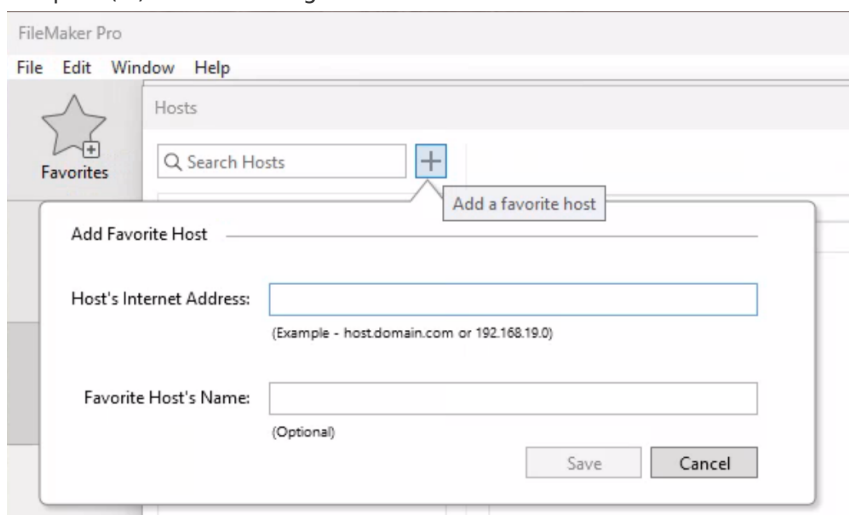 FileMaker Pro
File Edit Window Help
Hosts
Search Hosts
Favorites
Add a favorite host
Add Favorite Host
Host's Internet Address:
(Example - host.domain.com or 192.168.19.0)
Favorite Host's Name:
(Optional)
Save Cancel